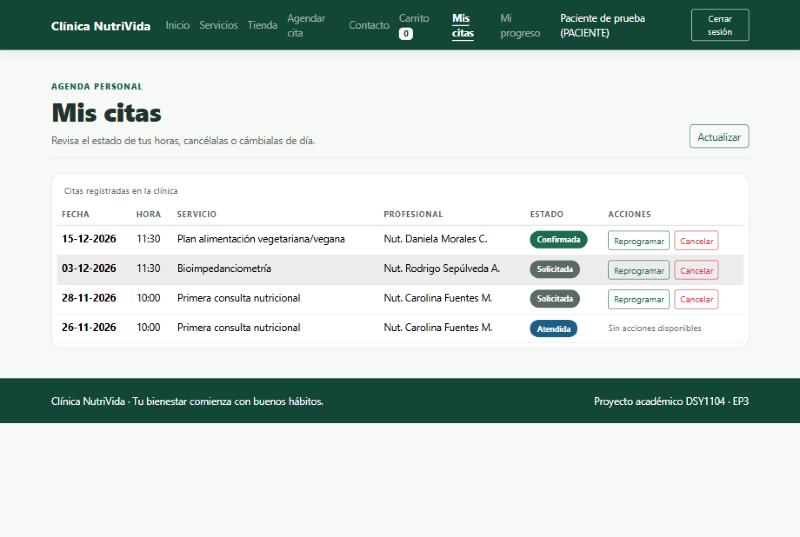 Clínica NutriVida Inicio Servicios Tienda Agendar cita Contacto Carrito 0 Mis citas Mi progreso Paciente de prueba (PACIENTE) Cerrar sesión
AGENDA PERSONAL
Mis citas
Revisa el estado de tus horas, cancélalas o cámbialas de día.
Actualizar
Citas registradas en la clínica
FECHA HORA SERVICIO PROFESIONAL ESTADO ACCIONES
15-12-2026 11:30 Plan alimentación vegetariana/vegana Nut. Daniela Morales C. Confirmada Reprogramar Cancelar
03-12-2026 11:30 Bioimpedanciometría Nut. Rodrigo Sepúlveda A. Solicitada Reprogramar Cancelar
28-11-2026 10:00 Primera consulta nutricional Nut. Carolina Fuentes M. Solicitada Reprogramar Cancelar
26-11-2026 10:00 Primera consulta nutricional Nut. Carolina Fuentes M. Atendida Sin acciones disponibles
Clínica NutriVida · Tu bienestar comienza con buenos hábitos. Proyecto académico DSY1104 · EP3